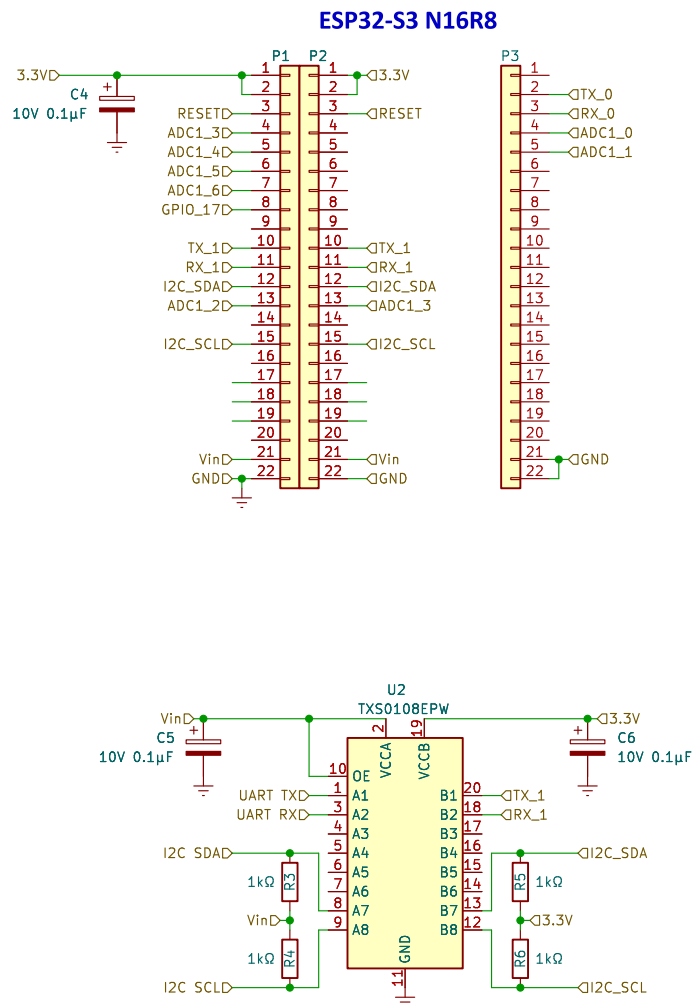 ESP32-S3 N16R8
P1 P2 P3
3.3V 1 1 3.3V 1
C4 + 2 2 2 TX_0
10V 0.1µF RESET 3 3 RESET 3 RX_0
ADC1_3 4 4 4 ADC1_0
ADC1_4 5 5 5 ADC1_1
ADC1_5 6 6 6
ADC1_6 7 7 7
GPIO_17 8 8 8
9 9 9
TX_1 10 10 TX_1 10
RX_1 11 11 RX_1 11
I2C_SDA 12 12 I2C_SDA 12
ADC1_2 13 13 ADC1_3 13
14 14 14
I2C_SCL 15 15 I2C_SCL 15
16 16 16
17 17 17
18 18 18
19 19 19
20 20 20
Vin 21 21 Vin 21 GND
GND 22 22 GND 22
U2
TXS0108EPW
Vin 2 19 3.3V
C5 + VCCA VCCB + C6
10V 0.1µF 10V 0.1µF
10 OE
UART TX 1 A1 B1 20 TX_1
UART RX 3 A2 B2 18 RX_1
4 A3 B3 17
I2C SDA 5 A4 B4 16 I2C_SDA
6 A5 B5 15
1kΩ R3 7 A6 B6 14 R5 1kΩ
8 A7 B7 13
Vin 9 A8 B8 12 3.3V
1kΩ R4 GND R6 1kΩ
I2C SCL 11 I2C_SCL